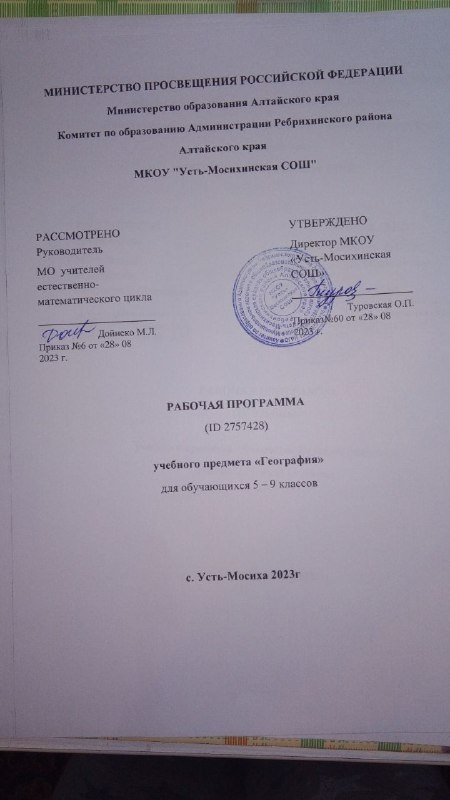 МИНИСТЕРСТВО ПРОСВЕЩЕНИЯ РОССИЙСКОЙ ФЕДЕРАЦИИ
Министерство образования Алтайского края
Комитет по образованию Администрации Ребрихинского района
Алтайского края
МКОУ "Усть-Мосихинская СОШ"
РАССМОТРЕНО
Руководитель
МО учителей
естественно-
математического цикла
Дойнеко М.Л.
Приказ №6 от «28» 08
2023 г.
УТВЕРЖДЕНО
Директор МКОУ
«Усть-Мосихинская
СОШ»
Туровская О.П.
Приказ№60 от «28» 08
2023 г.
РАБОЧАЯ ПРОГРАММА
(ID 2757428)
учебного предмета «География»
для обучающихся 5 – 9 классов
с. Усть-Мосиха 2023г